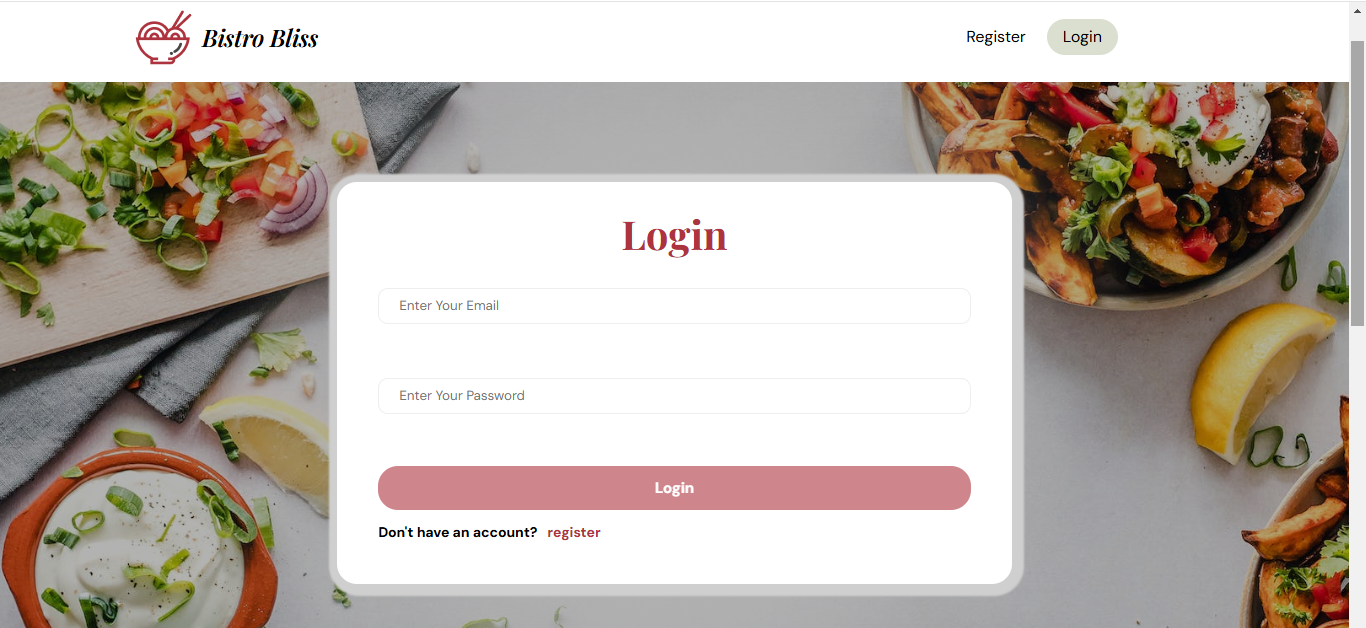 Bistro Bliss
Register
Login
Login
Enter Your Email
Enter Your Password
Login
Don't have an account? register